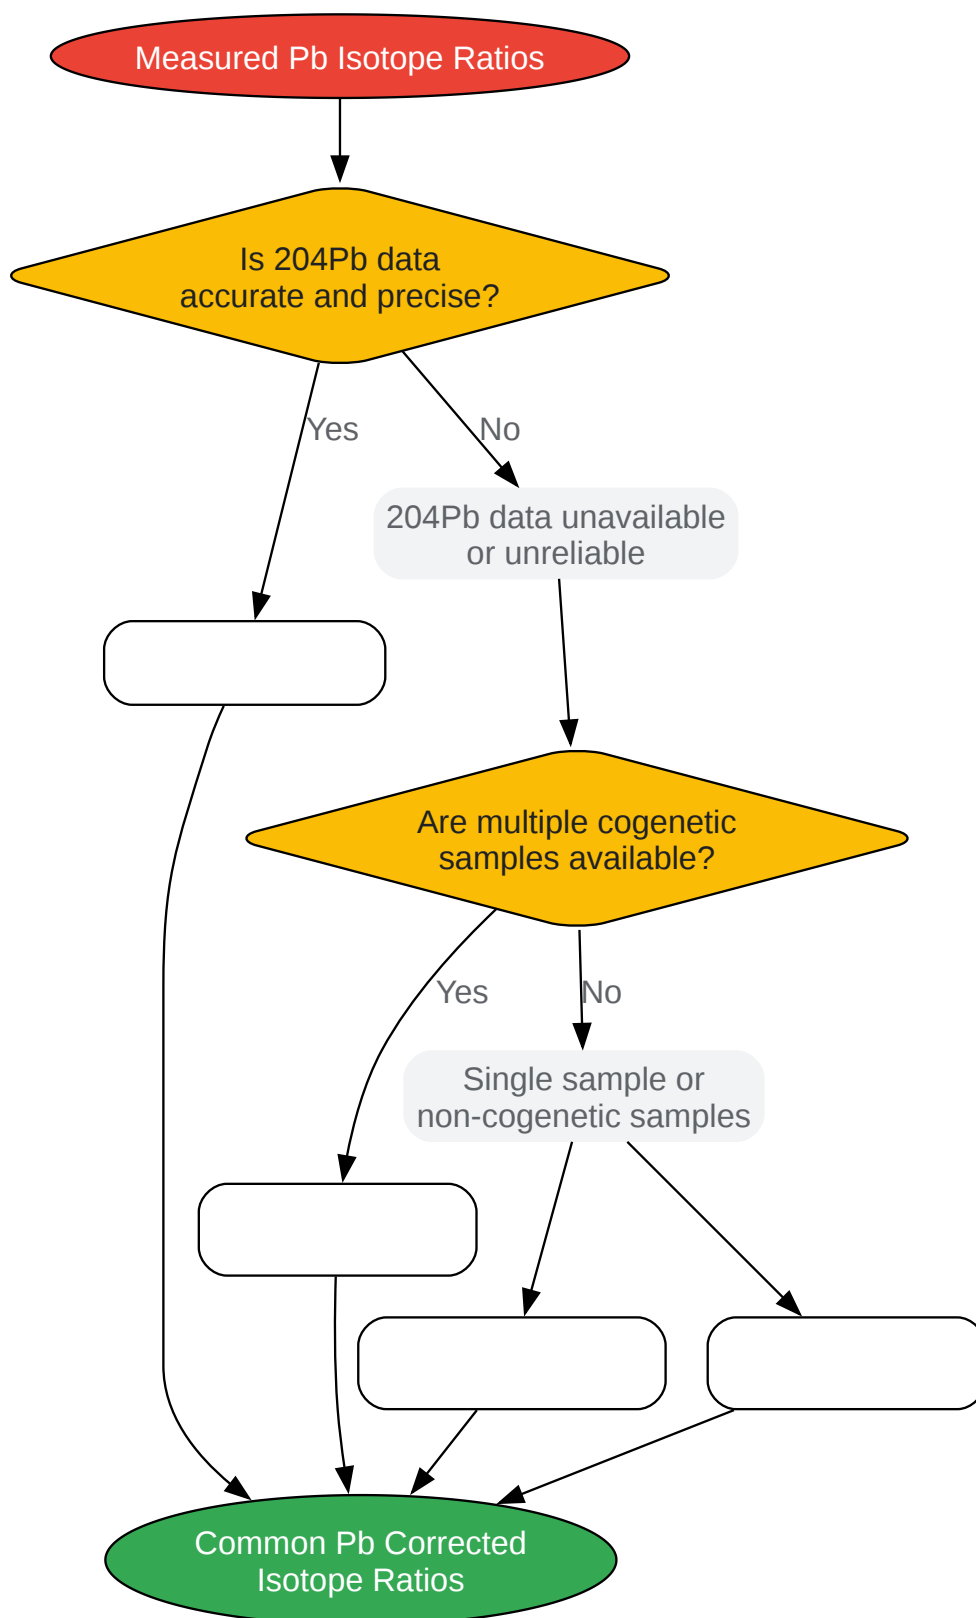 Measured Pb Isotope Ratios
Is 204Pb data
accurate and precise?
Yes
No
204Pb data unavailable
or unreliable
Are multiple cogenetic
samples available?
Yes
No
Single sample or
non-cogenetic samples
Common Pb Corrected
Isotope Ratios